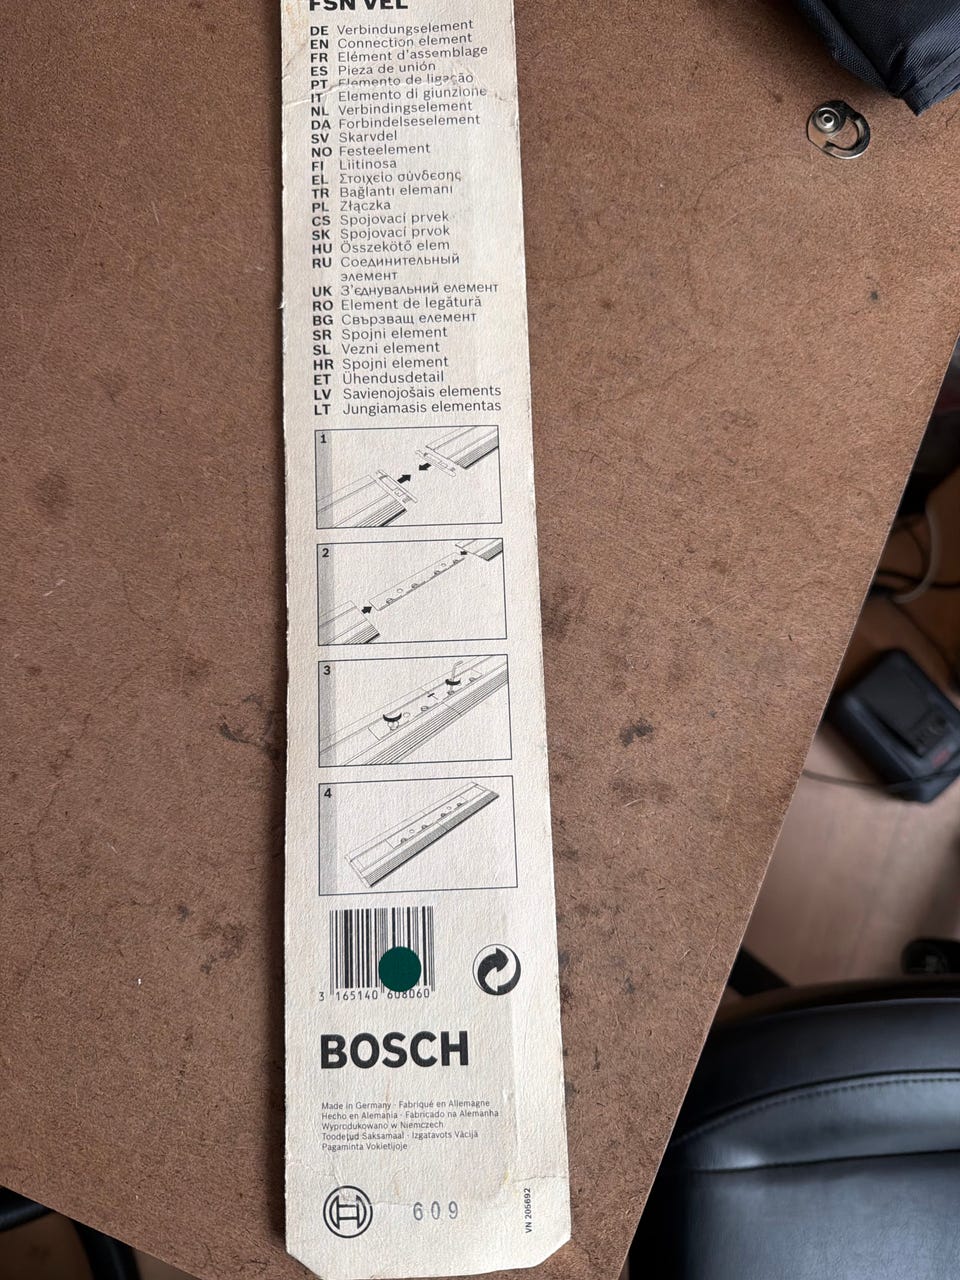 FSN VEL
DE Verbindungselement
EN Connection element
FR Elément d'assemblage
ES Pieza de unión
PT Elemento de ligação
IT Elemento di giunzione
NL Verbindingselement
DA Forbindelseselement
SV Skarvdel
NO Festeelement
FI Liitinosa
EL Στοιχείο σύνδεσης
TR Bağlantı elemanı
PL Złączka
CS Spojovací prvek
SK Spojovací prvok
HU Összekötő elem
RU Соединительный
элемент
UK З'єднувальний елемент
RO Element de legătură
BG Свързващ елемент
SR Spojni element
SL Vezni element
HR Spojni element
ET Ühendusdetail
LV Savienojošais elements
LT Jungiamasis elementas
1
2
3
4
3 165140 608060
BOSCH
Made in Germany · Fabriqué en Allemagne
Hecho en Alemania · Fabricado na Alemanha
Wyprodukowano w Niemczech
Toodetud Saksamaal · Izgatavots Vācijā
Pagaminta Vokietijoje
609
VN 205692